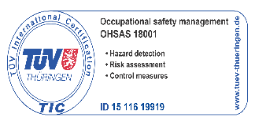 TÜV International Certification
TÜV
THÜRINGEN
TIC
Occupational safety management
OHSAS 18001
• Hazard detection
• Risk assessment
• Control measures
ID 15 116 19919
www.tuev-thueringen.de